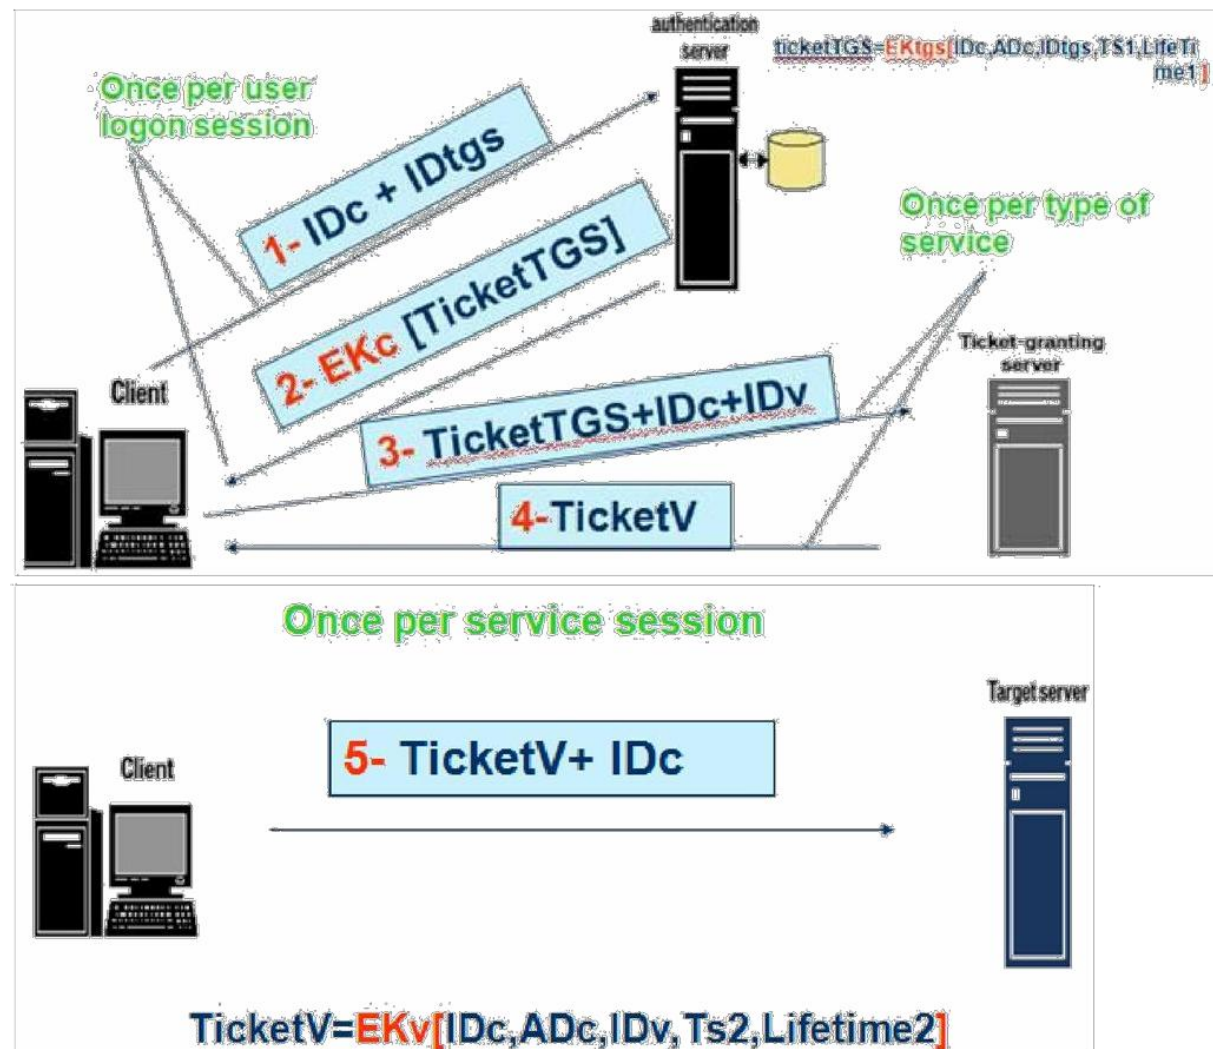 authentication
server
ticketTGS=EKtgs[IDc,ADc,IDtgs,TS1,LifeTi
me1]
Once per user
logon session
1- IDc + IDtgs
Once per type of
service
2- EKc [TicketTGS]
Ticket-granting
server
Client
3- TicketTGS+IDc+IDv
4-TicketV
Once per service session
Target server
5- TicketV+ IDc
Client
TicketV=EKv[IDc,ADc,IDv,Ts2,Lifetime2]